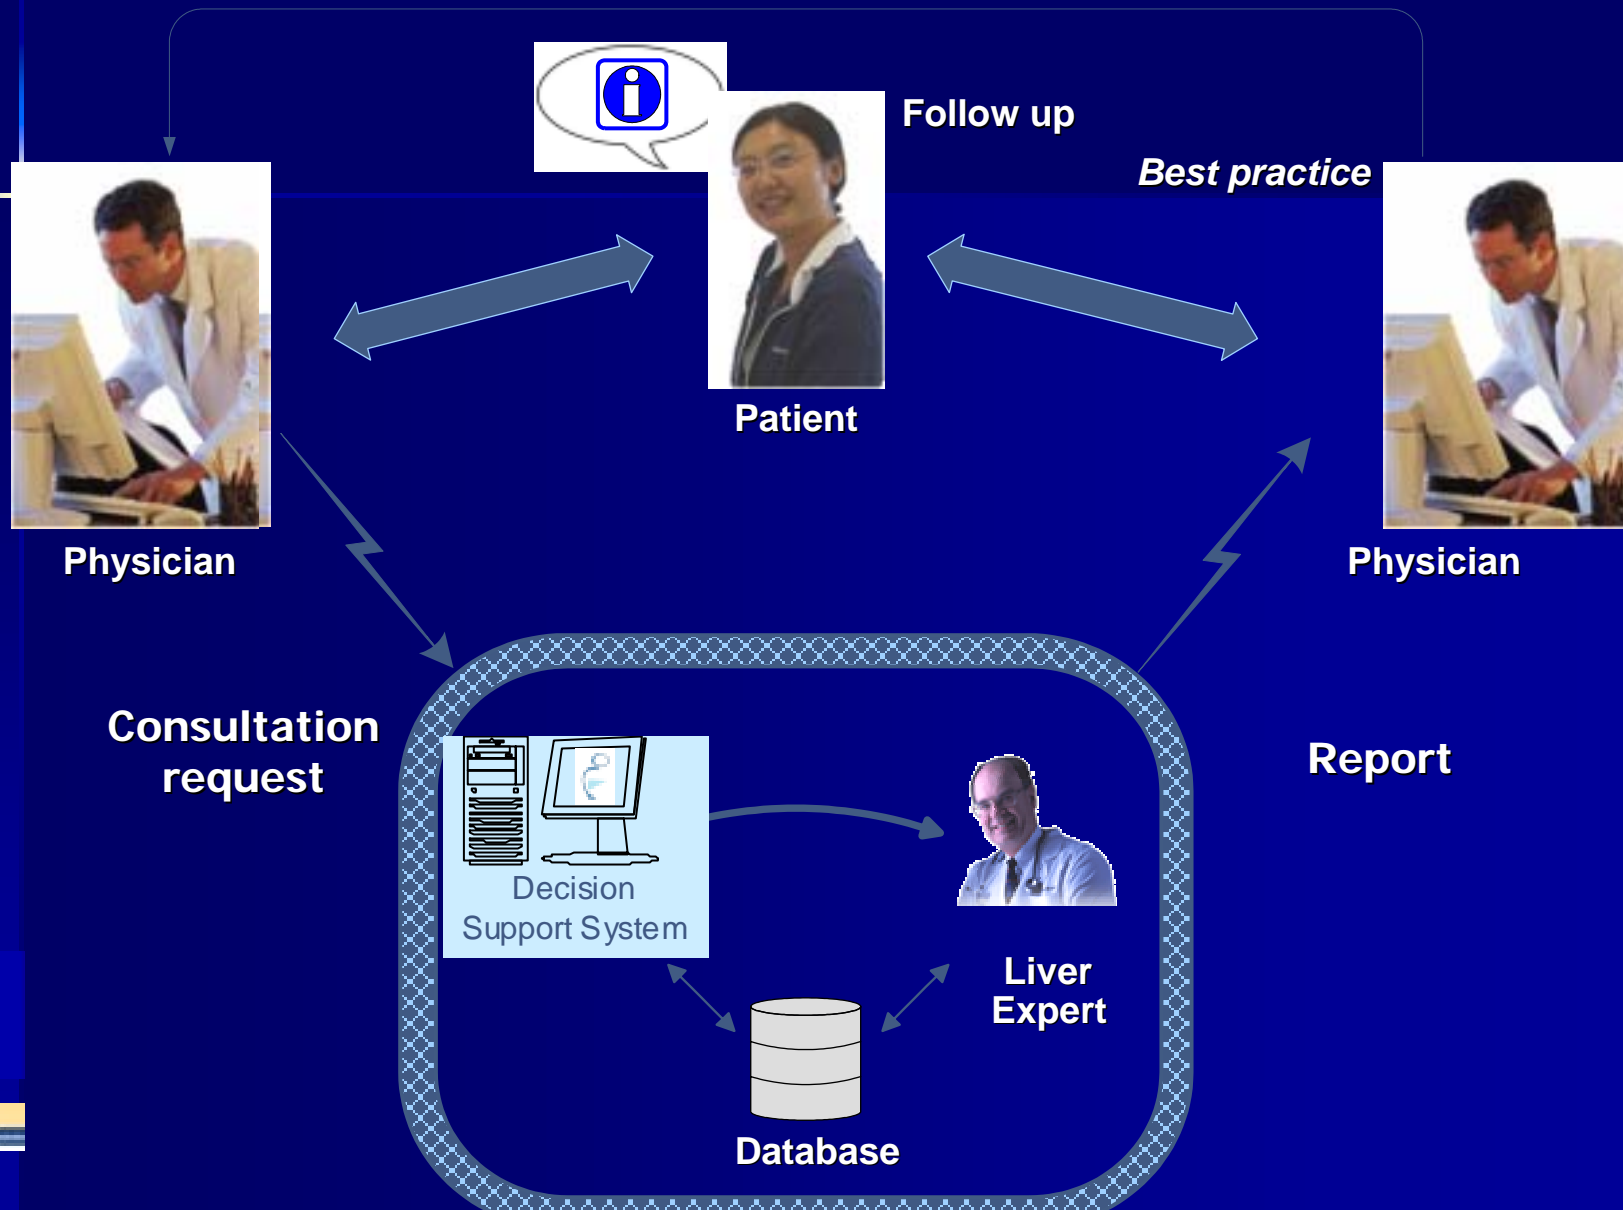 Follow up
Best practice
Patient
Physician
Physician
Consultation
request
Report
Decision
Support System
Liver
Expert
Database